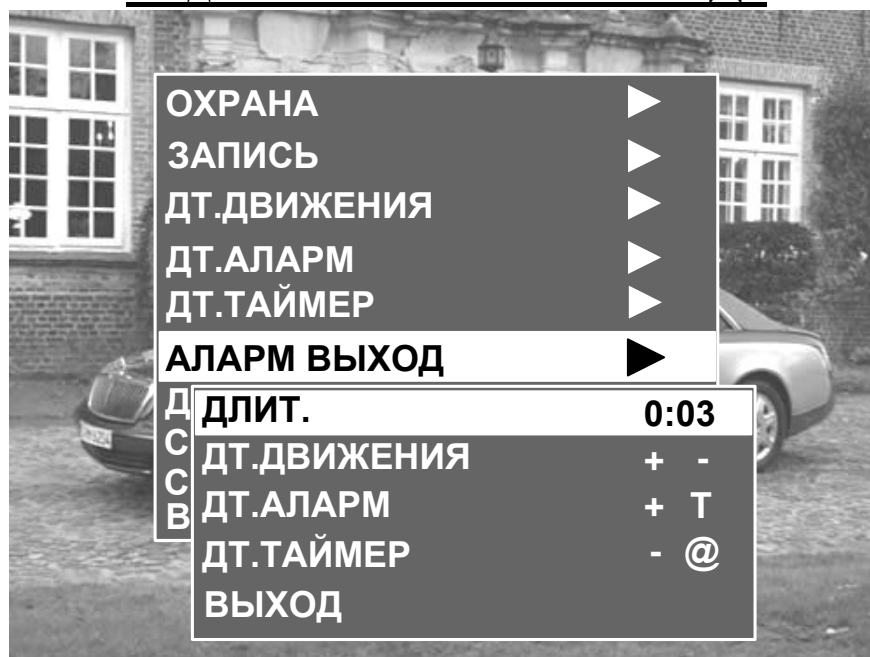 ОХРАНА
ЗАПИСЬ
ДТ.ДВИЖЕНИЯ
ДТ.АЛАРМ
ДТ.ТАЙМЕР
АЛАРМ ВЫХОД
Д
С
С
В
ДЛИТ. 0:03
ДТ.ДВИЖЕНИЯ + -
ДТ.АЛАРМ + Т
ДТ.ТАЙМЕР - @
ВЫХОД